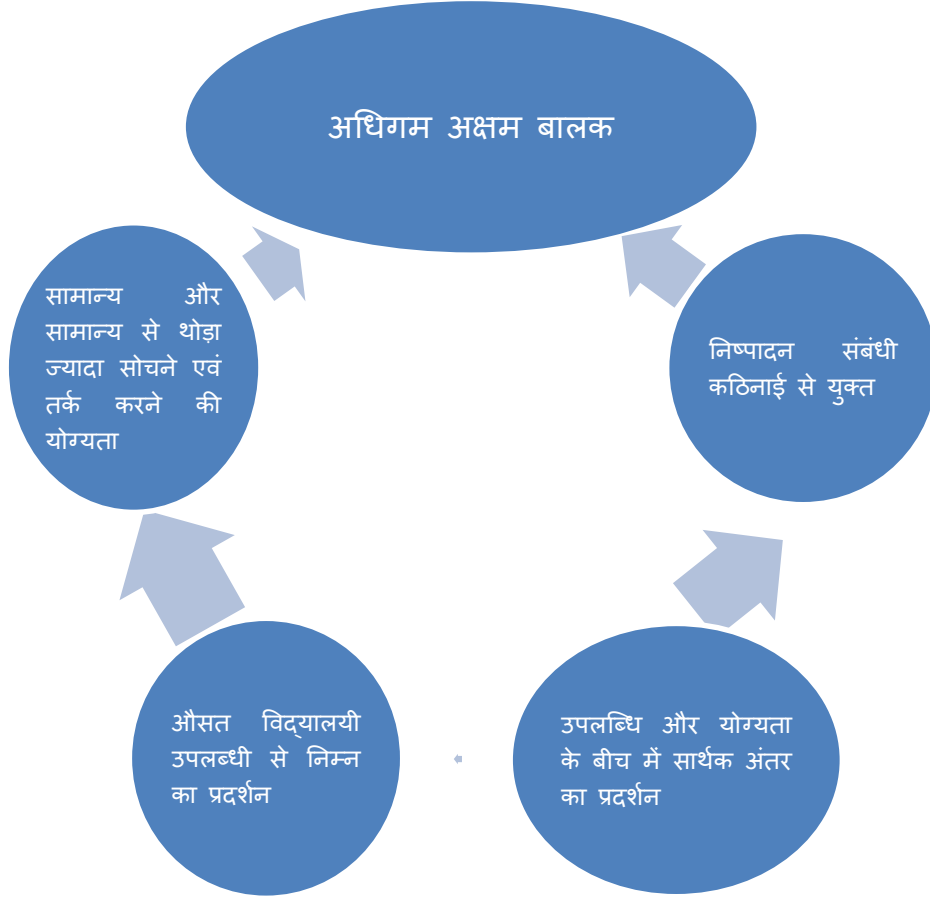 अधिगम अक्षम बालक
सामान्य और
सामान्य से थोड़ा
ज्यादा सोचने एवं
तर्क करने की
योग्यता
निष्पादन संबंधी
कठिनाई से युक्त
औसत विद्यालयी
उपलब्धी से निम्न
का प्रदर्शन
उपलब्धि और योग्यता
के बीच में सार्थक अंतर
का प्रदर्शन